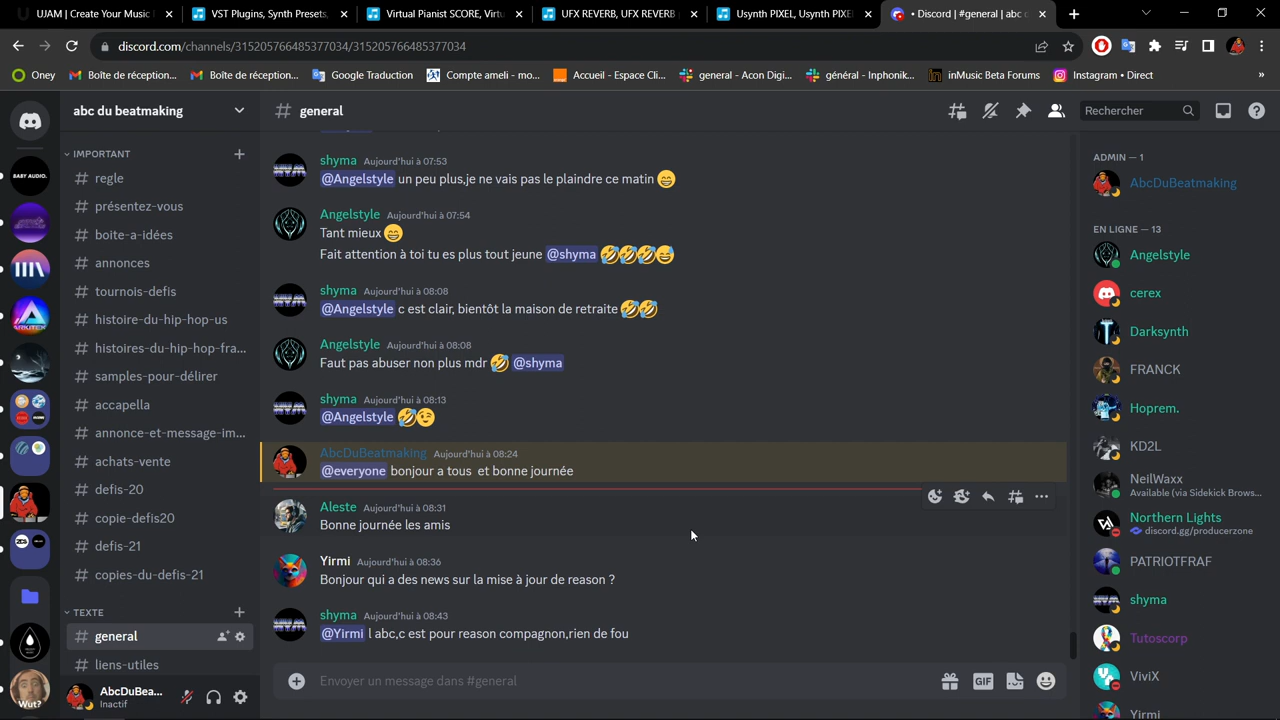 UJAM | Create Your Music
VST Plugins, Synth Presets,
Virtual Pianist SCORE, Virtu
UFX REVERB, UFX REVERB
Usynth PIXEL, Usynth PIXE
• Discord | #general | abc d
discord.com/channels/315205766485377034/315205766485377034
Oney
Boîte de réception...
Boîte de réception...
Google Traduction
Compte ameli - mo...
Accueil - Espace Cli...
general - Acon Digi...
général - Inphonik...
inMusic Beta Forums
Instagram • Direct
»
abc du beatmaking
general
Rechercher
BABY AUDIO.
ARKITEK
Wut?
IMPORTANT
regle
présentez-vous
boite-a-idées
annonces
tournois-defis
histoire-du-hip-hop-us
histoires-du-hip-hop-fra...
samples-pour-délirer
accapella
annonce-et-message-im...
achats-vente
defis-20
copie-defis20
defis-21
copies-du-defis-21
TEXTE
general
liens-utiles
AbcDuBea...
Inactif
shyma Aujourd'hui à 07:53
@Angelstyle un peu plus,je ne vais pas le plaindre ce matin 😁
Angelstyle Aujourd'hui à 07:54
Tant mieux 😁
Fait attention à toi tu es plus tout jeune @shyma 🤣🤣🤣😅
shyma Aujourd'hui à 08:08
@Angelstyle c est clair, bientôt la maison de retraite 🤣🤣
Angelstyle Aujourd'hui à 08:08
Faut pas abuser non plus mdr 🤣 @shyma
shyma Aujourd'hui à 08:13
@Angelstyle 🤣😉
AbcDuBeatmaking Aujourd'hui à 08:24
@everyone bonjour a tous et bonne journée
Aleste Aujourd'hui à 08:31
Bonne journée les amis
Yirmi Aujourd'hui à 08:36
Bonjour qui a des news sur la mise à jour de reason ?
shyma Aujourd'hui à 08:43
@Yirmi l abc,c est pour reason compagnon,rien de fou
Envoyer un message dans #general
GIF
ADMIN — 1
AbcDuBeatmaking
EN LIGNE — 13
Angelstyle
cerex
Darksynth
FRANCK
Hoprem.
KD2L
NeilWaxx
Available (via Sidekick Brows...
Northern Lights
discord.gg/producerzone
PATRIOTFRAF
shyma
Tutoscorp
ViviX
Yirmi